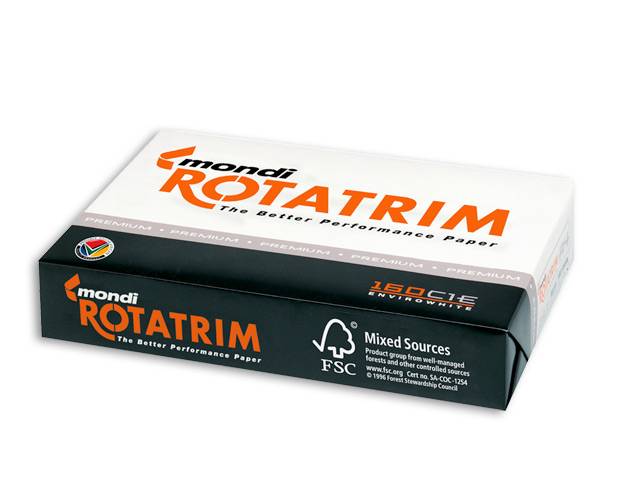 mondi
ROTATRIM
The Better Performance Paper
PREMIUM • PREMIUM • PREMIUM • PREMIUM • PREMIUM • PREMIUM
160CIE
ENVIROWHITE
mondi
ROTATRIM
The Better Performance Paper
©
FSC
Mixed Sources
Product group from well-managed
forests and other controlled sources
www.fsc.org Cert no. SA-COC-1254
© 1996 Forest Stewardship Council